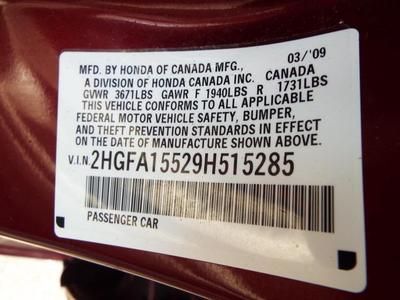 MFD. BY HONDA OF CANADA MFG., 03/'09
A DIVISION OF HONDA CANADA INC. CANADA
GVWR 3671LBS GAWR F 1940LBS R 1731LBS
THIS VEHICLE CONFORMS TO ALL APPLICABLE
FEDERAL MOTOR VEHICLE SAFETY, BUMPER,
AND THEFT PREVENTION STANDARDS IN EFFECT
ON THE DATE OF MANUFACTURE SHOWN ABOVE.
V.I.N. 2HGFA15529H515285
PASSENGER CAR